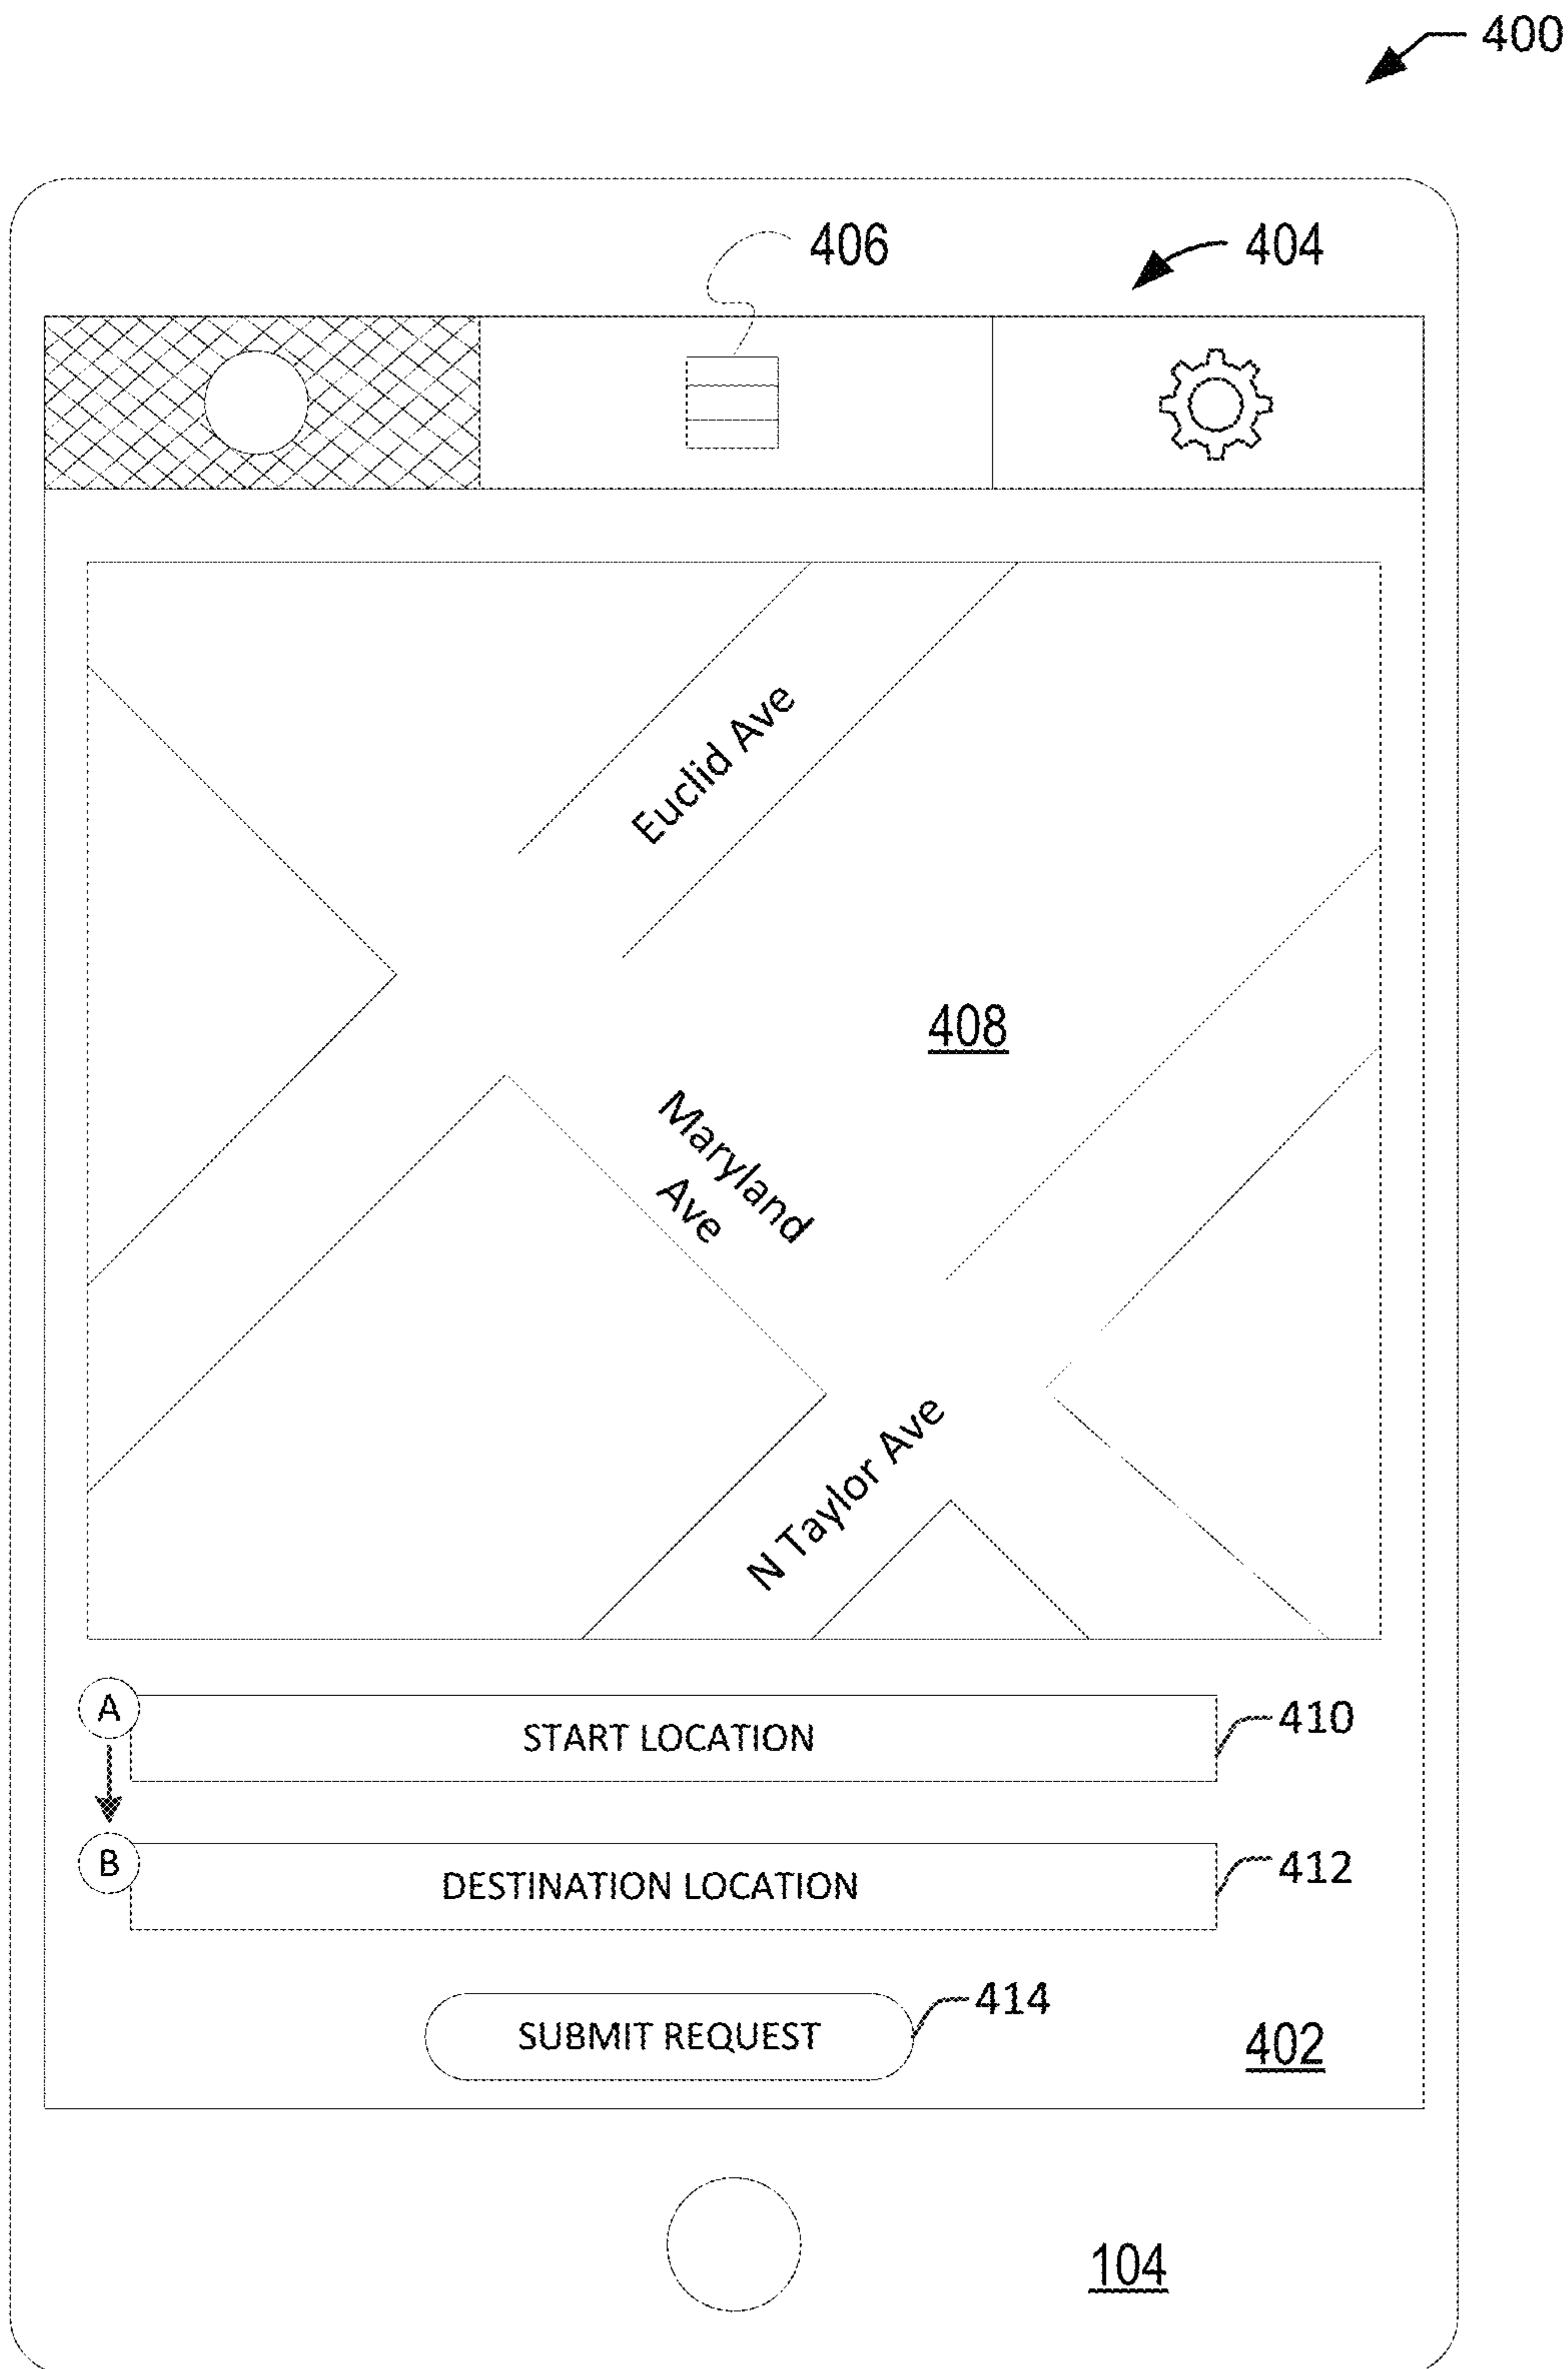 400
406
404
Euclid Ave
408
Maryland
Ave
N Taylor Ave
A
START LOCATION
410
B
DESTINATION LOCATION
412
SUBMIT REQUEST
414
402
104